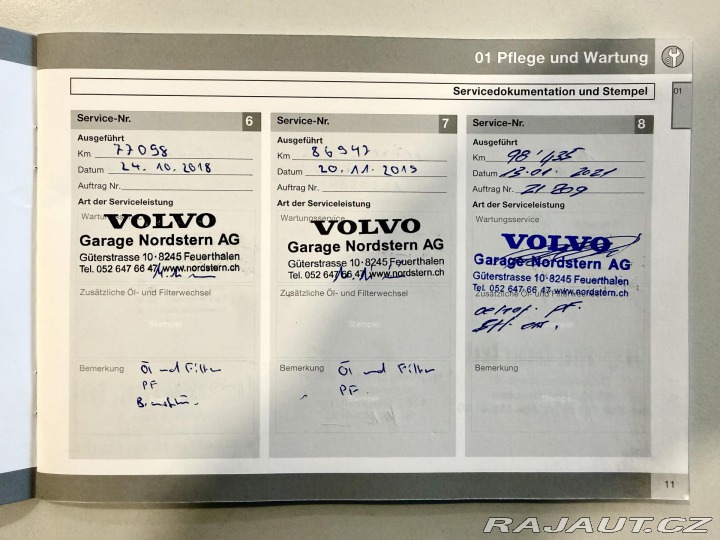 01 Pflege und Wartung
Servicedokumentation und Stempel
01
Service-Nr. 6
Ausgeführt
Km 77098
Datum 24.10.2018
Auftrag Nr.
Art der Serviceleistung
Wartungsservice
VOLVO
Garage Nordstern AG
Güterstrasse 10·8245 Feuerthalen
Tel. 052 647 66 47/www.nordstern.ch
Zusätzliche Öl- und Filterwechsel
Stempel
Bemerkung Öl und Filter
PF
Service-Nr. 7
Ausgeführt
Km 86947
Datum 20.11.2019
Auftrag Nr.
Art der Serviceleistung
Wartungsservice
VOLVO
Garage Nordstern AG
Güterstrasse 10·8245 Feuerthalen
Tel. 052 647 66 47/www.nordstern.ch
Zusätzliche Öl- und Filterwechsel
Stempel
Bemerkung Öl und Filter
PF.
Service-Nr. 8
Ausgeführt
Km 98'435
Datum 13.01.2021
Auftrag Nr. 21809
Art der Serviceleistung
Wartungsservice
VOLVO
Garage Nordstern AG
Güterstrasse 10·8245 Feuerthalen
Tel. 052 647 66 47 www.nordstern.ch
Zusätzliche Öl- und Filterwechsel
PF.
Stempel
Bemerkung
Stempel
11
RAJAUT.CZ